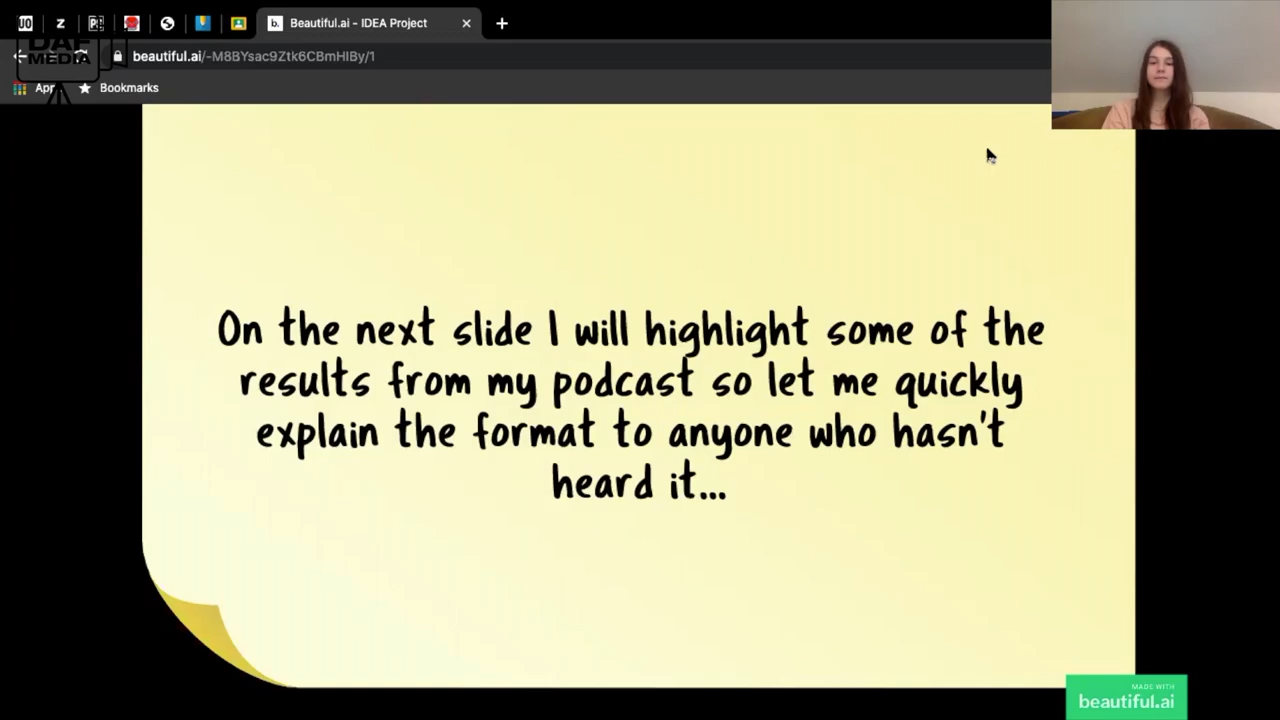 Beautiful.ai - IDEA Project
DAF
MEDIA
beautiful.ai/-M8BYsac9Ztk6CBmHIBy/1
Bookmarks
On the next slide I will highlight some of the
results from my podcast so let me quickly
explain the format to anyone who hasn't
heard it...
MADE WITH
beautiful.ai